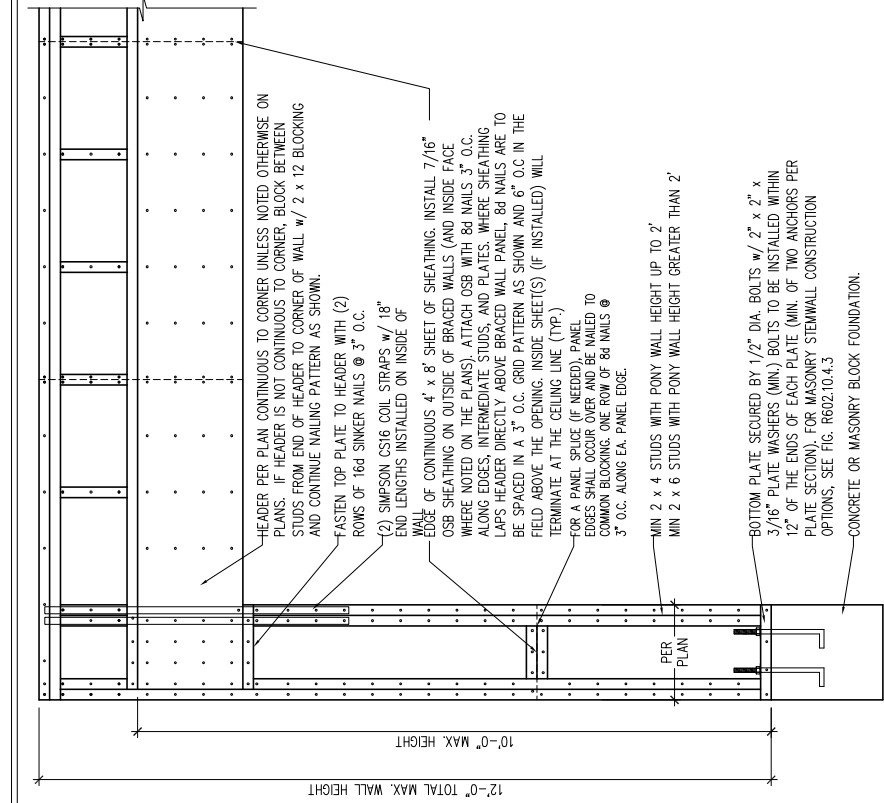 HEADER PER PLAN CONTINUOUS TO CORNER UNLESS NOTED OTHERWISE ON
PLANS. IF HEADER IS NOT CONTINUOUS TO CORNER, BLOCK BETWEEN
STUDS FROM END OF HEADER TO CORNER OF WALL w/ 2 x 12 BLOCKING
AND CONTINUE NAILING PATTERN AS SHOWN.
FASTEN TOP PLATE TO HEADER WITH (2)
ROWS OF 16d SINKER NAILS @ 3" O.C.
(2) SIMPSON CS16 COIL STRAPS w/ 18"
END LENGTHS INSTALLED ON INSIDE OF
WALL
EDGE OF CONTINUOUS 4' x 8' SHEET OF SHEATHING. INSTALL 7/16"
OSB SHEATHING ON OUTSIDE OF BRACED WALLS (AND INSIDE FACE
WHERE NOTED ON THE PLANS). ATTACH OSB WITH 8d NAILS 3" O.C.
ALONG EDGES, INTERMEDIATE STUDS, AND PLATES. WHERE SHEATHING
LAPS HEADER DIRECTLY ABOVE BRACED WALL PANEL, 8d NAILS ARE TO
BE SPACED IN A 3" O.C. GRID PATTERN AS SHOWN AND 6" O.C IN THE
FIELD ABOVE THE OPENING. INSIDE SHEET(S) (IF INSTALLED) WILL
TERMINATE AT THE CEILING LINE (TYP.)
FOR A PANEL SPLICE (IF NEEDED), PANEL
EDGES SHALL OCCUR OVER AND BE NAILED TO
COMMON BLOCKING. ONE ROW OF 8d NAILS @
3" O.C. ALONG EA. PANEL EDGE.
MIN 2 x 4 STUDS WITH PONY WALL HEIGHT UP TO 2'
MIN 2 x 6 STUDS WITH PONY WALL HEIGHT GREATER THAN 2'
BOTTOM PLATE SECURED BY 1/2" DIA. BOLTS w/ 2" x 2" x
3/16" PLATE WASHERS (MIN.) BOLTS TO BE INSTALLED WITHIN
12" OF THE ENDS OF EACH PLATE (MIN. OF TWO ANCHORS PER
PLATE SECTION). FOR MASONRY STEMWALL CONSTRUCTION
OPTIONS, SEE FIG. R602.10.4.3
CONCRETE OR MASONRY BLOCK FOUNDATION.
PER
PLAN
10'-0" MAX. HEIGHT
12'-0" TOTAL MAX. WALL HEIGHT